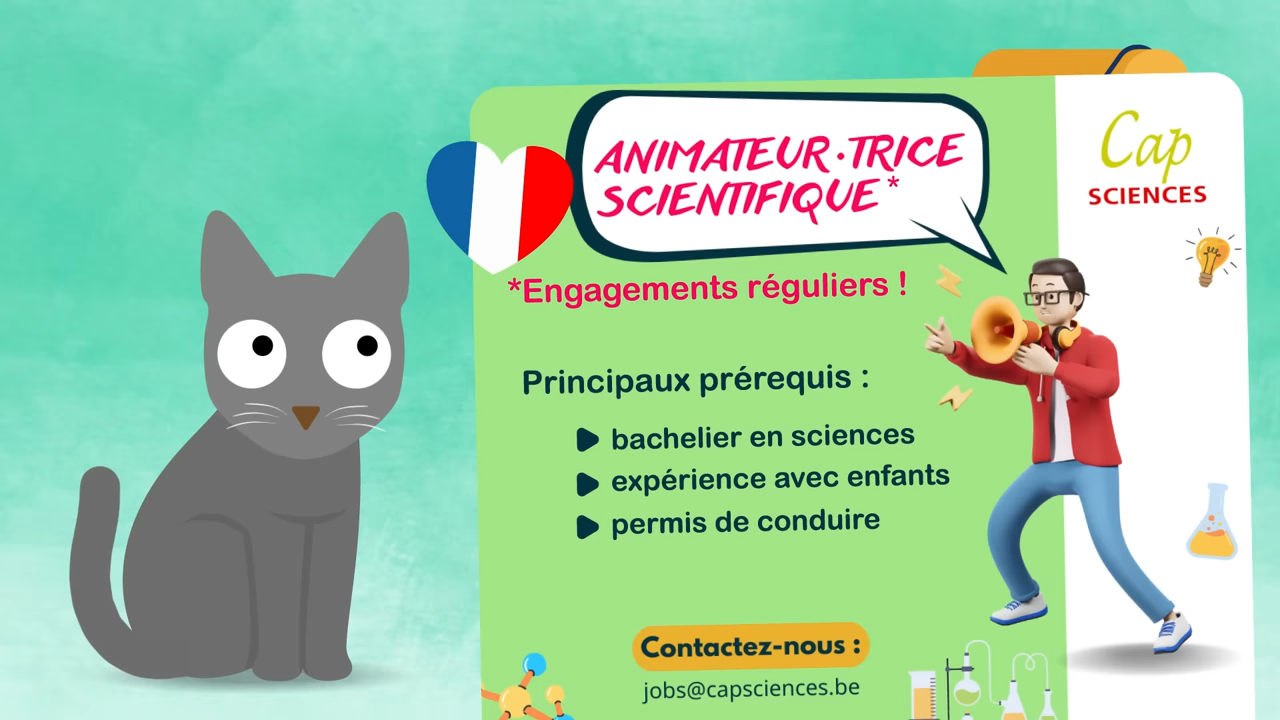 ANIMATEUR·TRICE
SCIENTIFIQUE*
Cap
SCIENCES
*Engagements réguliers !
Principaux prérequis :
bachelier en sciences
expérience avec enfants
permis de conduire
Contactez-nous :
jobs@capsciences.be